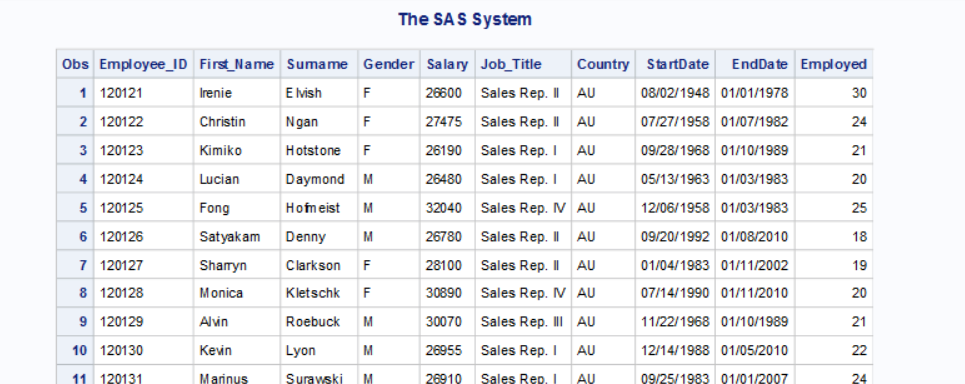 The SAS System
Obs Employee_ID First_Name Surname Gender Salary Job_Title Country StartDate EndDate Employed
1 120121 Irenie Elvish F 26600 Sales Rep. II AU 08/02/1948 01/01/1978 30
2 120122 Christin Ngan F 27475 Sales Rep. II AU 07/27/1958 01/07/1982 24
3 120123 Kimiko Hotstone F 26190 Sales Rep. I AU 09/28/1968 01/10/1989 21
4 120124 Lucian Daymond M 26480 Sales Rep. I AU 05/13/1963 01/03/1983 20
5 120125 Fong Hofmeist M 32040 Sales Rep. IV AU 12/06/1958 01/03/1983 25
6 120126 Satyakam Denny M 26780 Sales Rep. II AU 09/20/1992 01/08/2010 18
7 120127 Sharryn Clarkson F 28100 Sales Rep. II AU 01/04/1983 01/11/2002 19
8 120128 Monica Kletschk F 30890 Sales Rep. IV AU 07/14/1990 01/11/2010 20
9 120129 Alvin Roebuck M 30070 Sales Rep. III AU 11/22/1968 01/10/1989 21
10 120130 Kevin Lyon M 26955 Sales Rep. I AU 12/14/1988 01/05/2010 22
11 120131 Marinus Surawski M 26910 Sales Rep. I AU 09/25/1983 01/01/2007 24